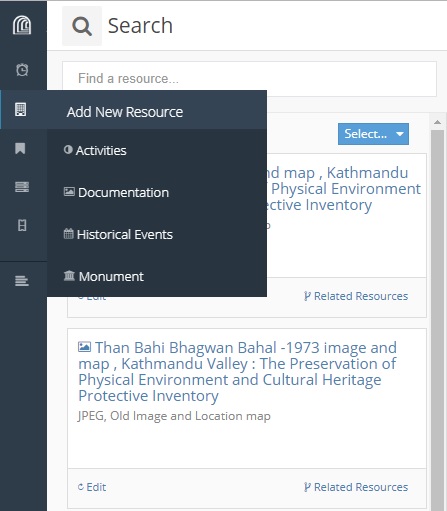 Search
Find a resource...
Add New Resource
Select...
Activities
Documentation
Historical Events
Monument
nd map , Kathmandu
Physical Environment
ective Inventory
Edit
Related Resources
Than Bahi Bhagwan Bahal -1973 image and
map , Kathmandu Valley : The Preservation of
Physical Environment and Cultural Heritage
Protective Inventory
JPEG, Old Image and Location map
Edit
Related Resources